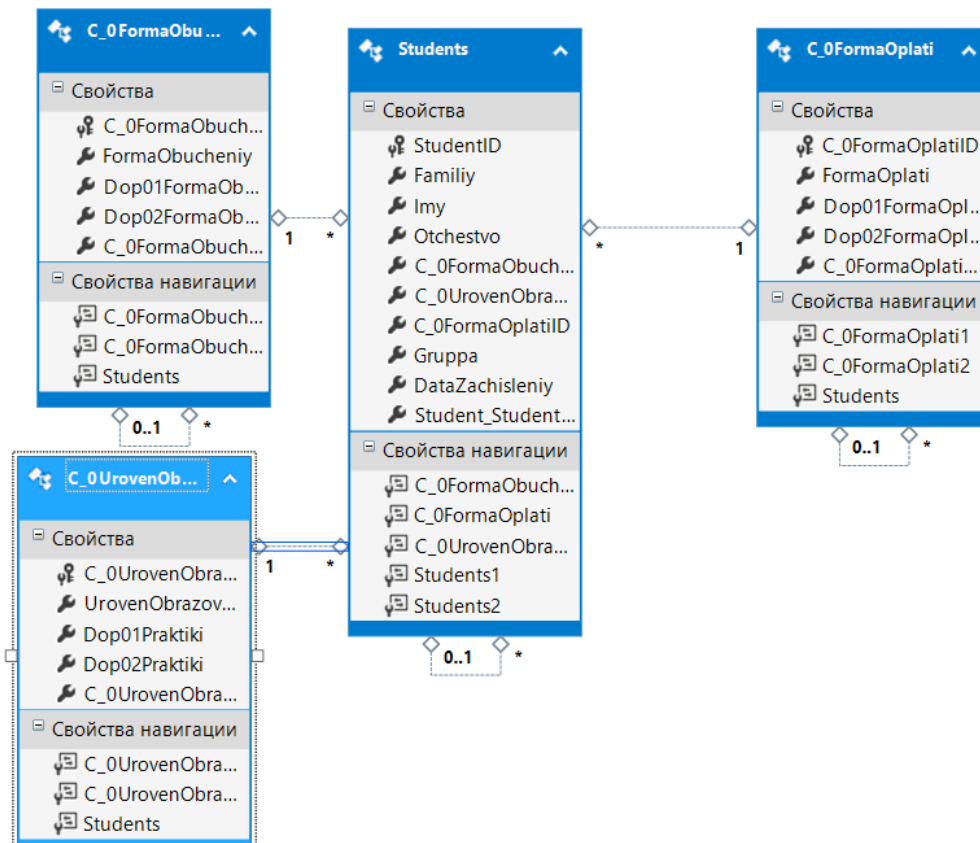 C_0FormaObu...
Свойства
C_0FormaObuch...
FormaObucheniy
Dop01FormaOb...
Dop02FormaOb...
C_0FormaObuch...
Свойства навигации
C_0FormaObuch...
C_0FormaObuch...
Students
1
*
0..1
*
Students
Свойства
StudentID
Familiy
Imy
Otchestvo
C_0FormaObuch...
C_0UrovenObra...
C_0FormaOplatiID
Gruppa
DataZachisleniy
Student_Student...
Свойства навигации
C_0FormaObuch...
C_0FormaOplati
C_0UrovenObra...
Students1
Students2
0..1
*
*
1
C_0FormaOplati
Свойства
C_0FormaOplatiID
FormaOplati
Dop01FormaOpl...
Dop02FormaOpl...
C_0FormaOplati...
Свойства навигации
C_0FormaOplati1
C_0FormaOplati2
Students
0..1
*
C_0UrovenOb...
Свойства
C_0UrovenObra...
UrovenObrazov...
Dop01Praktiki
Dop02Praktiki
C_0UrovenObra...
Свойства навигации
C_0UrovenObra...
C_0UrovenObra...
Students
1
*